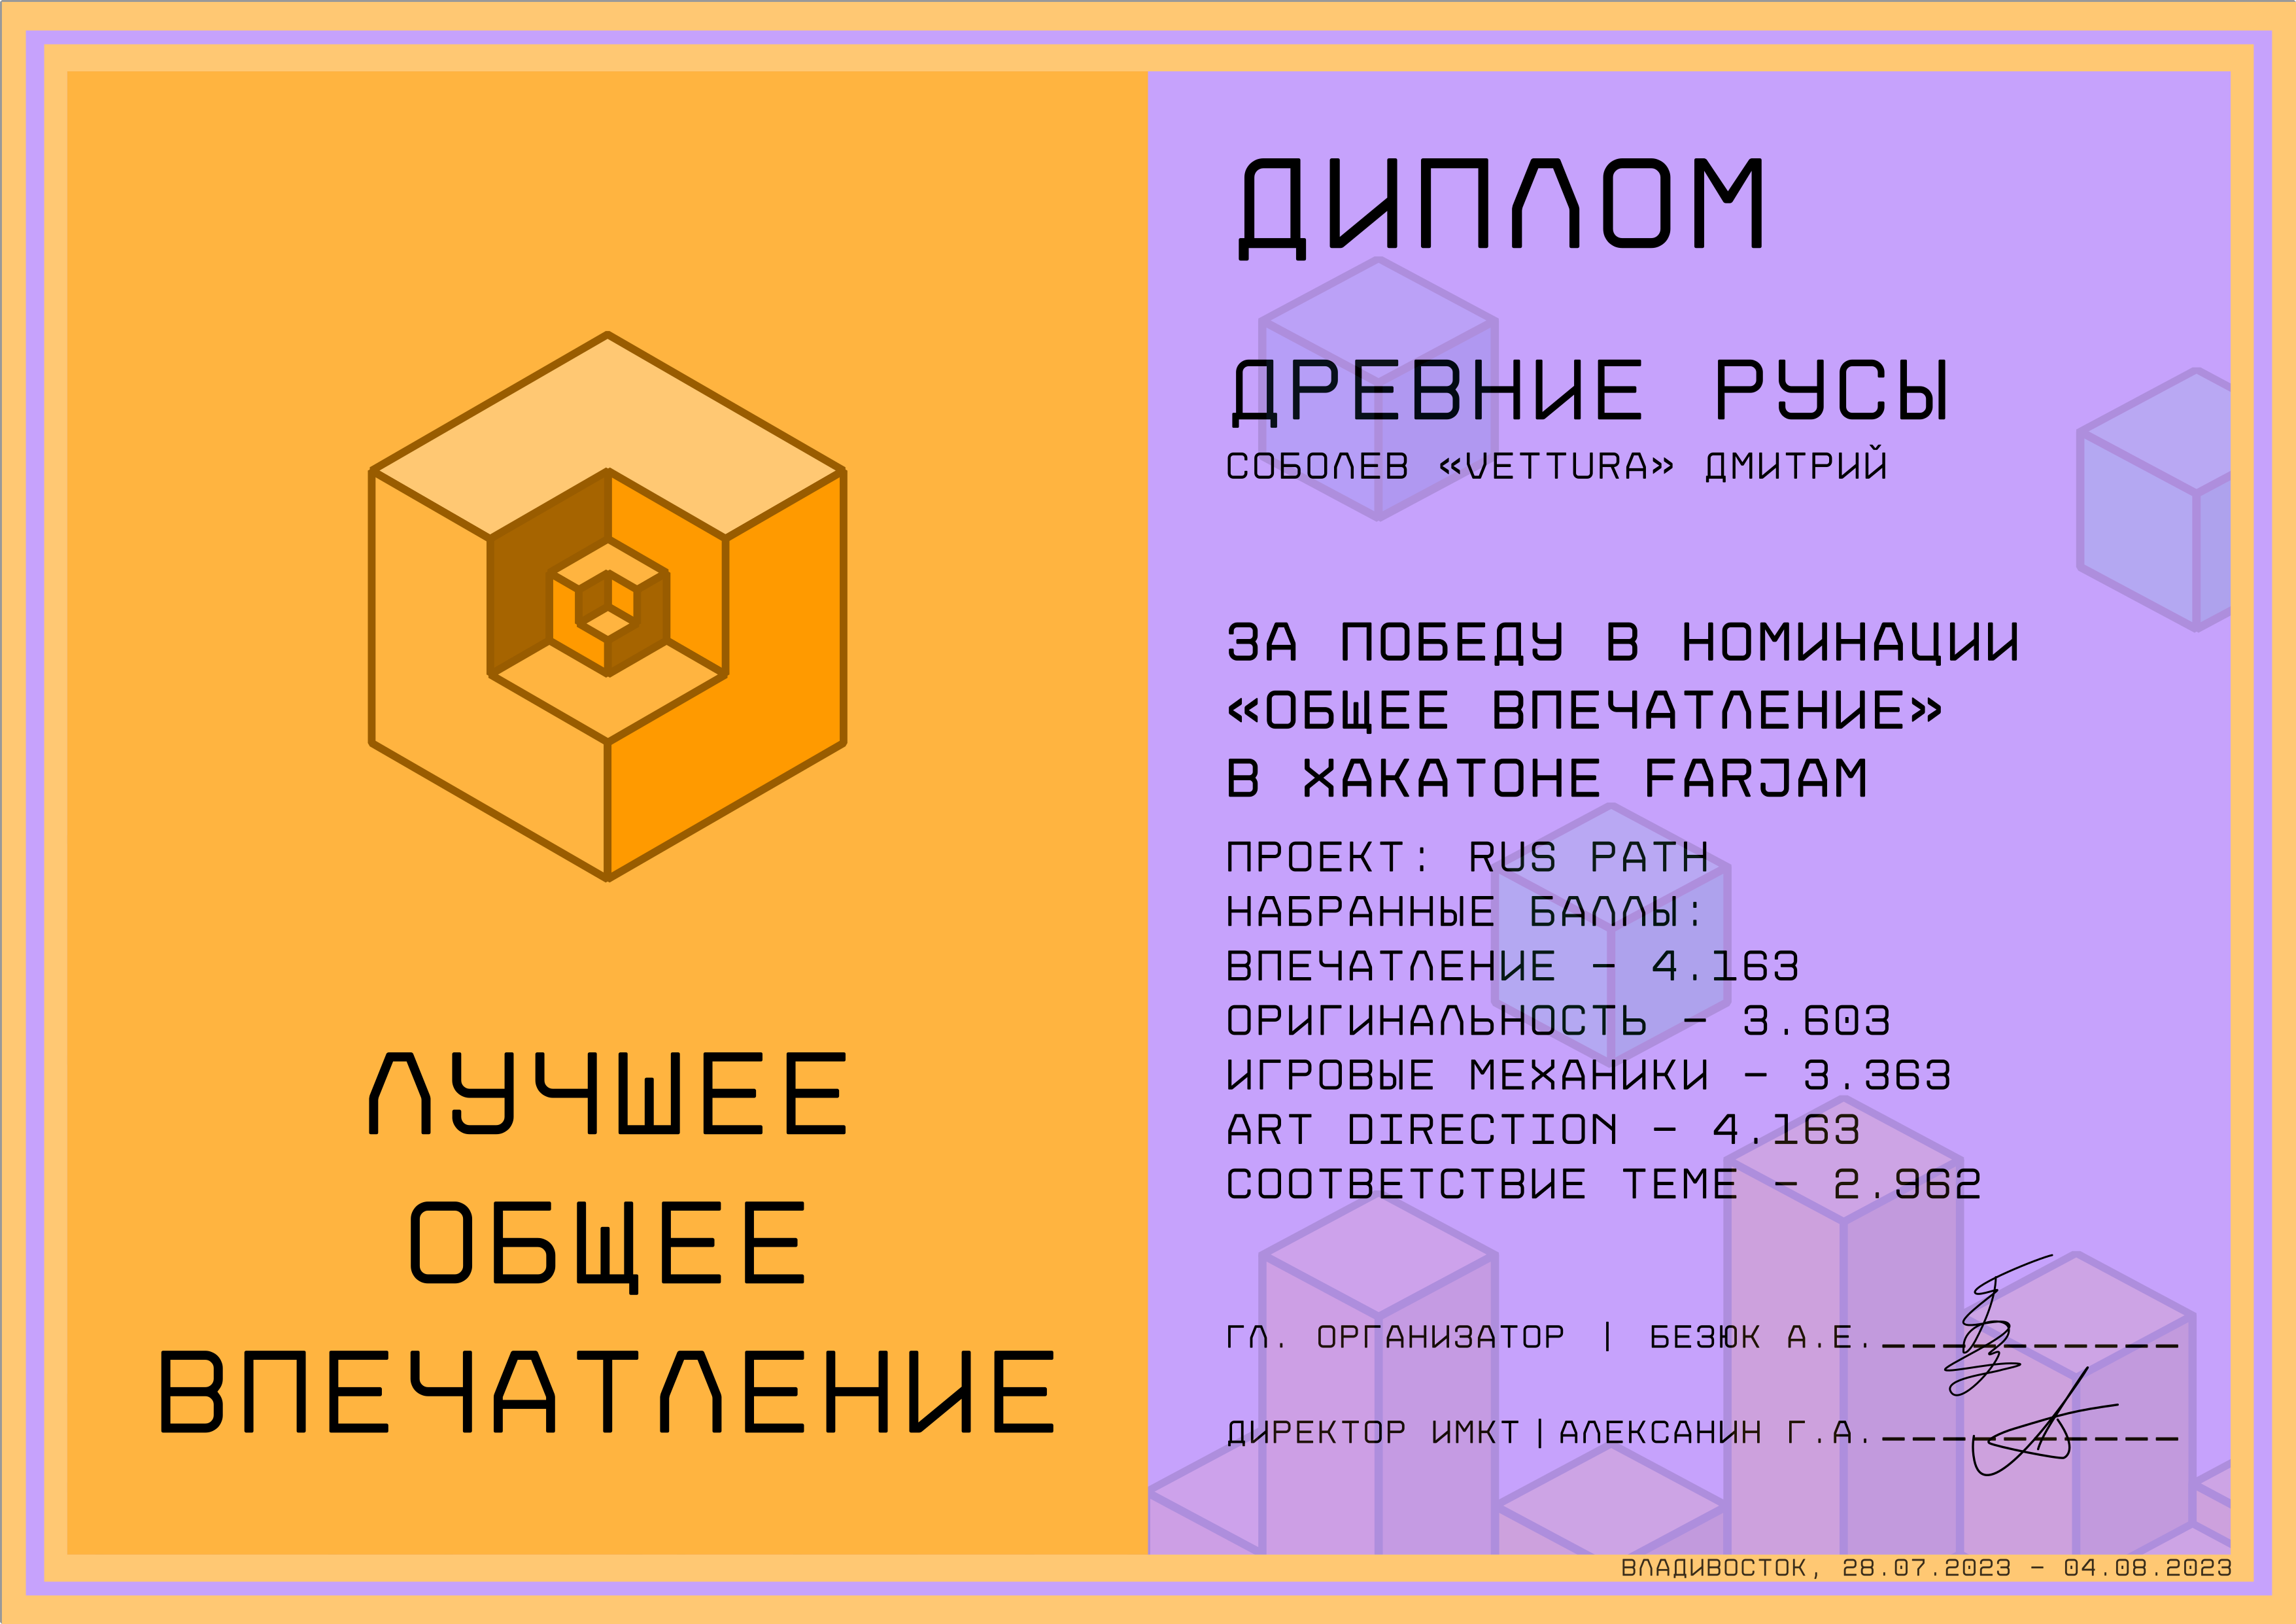 ЛУЧШЕЕ
ОБЩЕЕ
ВПЕЧАТЛЕНИЕ
ДИПЛОМ
ДРЕВНИЕ РУСЫ
СОБОЛЕВ «VETTURA» ДМИТРИЙ
ЗА ПОБЕДУ В НОМИНАЦИИ
«ОБЩЕЕ ВПЕЧАТЛЕНИЕ»
В ХАКАТОНЕ FARJAM
ПРОЕКТ: RUS PATH
НАБРАННЫЕ БАЛЛЫ:
ВПЕЧАТЛЕНИЕ – 4.163
ОРИГИНАЛЬНОСТЬ – 3.603
ИГРОВЫЕ МЕХАНИКИ – 3.363
ART DIRECTION – 4.163
СООТВЕТСТВИЕ ТЕМЕ – 2.962
ГЛ. ОРГАНИЗАТОР | БЕЗЮК А.Е.
ДИРЕКТОР ИМКТ|АЛЕКСАНИН Г.А.
ВЛАДИВОСТОК, 28.07.2023 – 04.08.2023